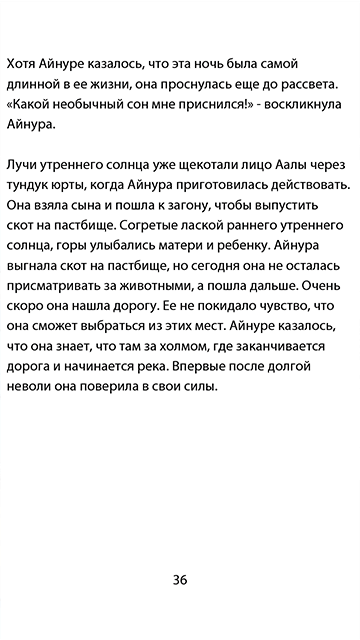 Хотя Айнуре казалось, что эта ночь была самой
длинной в ее жизни, она проснулась еще до рассвета.
«Какой необычный сон мне приснился!» - воскликнула
Айнура.
Лучи утреннего солнца уже щекотали лицо Аалы через
тундук юрты, когда Айнура приготовилась действовать.
Она взяла сына и пошла к загону, чтобы выпустить
скот на пастбище. Согретые лаской раннего утреннего
солнца, горы улыбались матери и ребенку. Айнура
выгнала скот на пастбище, но сегодня она не осталась
присматривать за животными, а пошла дальше. Очень
скоро она нашла дорогу. Ее не покидало чувство, что
она сможет выбраться из этих мест. Айнуре казалось,
что она знает, что там за холмом, где заканчивается
дорога и начинается река. Впервые после долгой
неволи она поверила в свои силы.
36